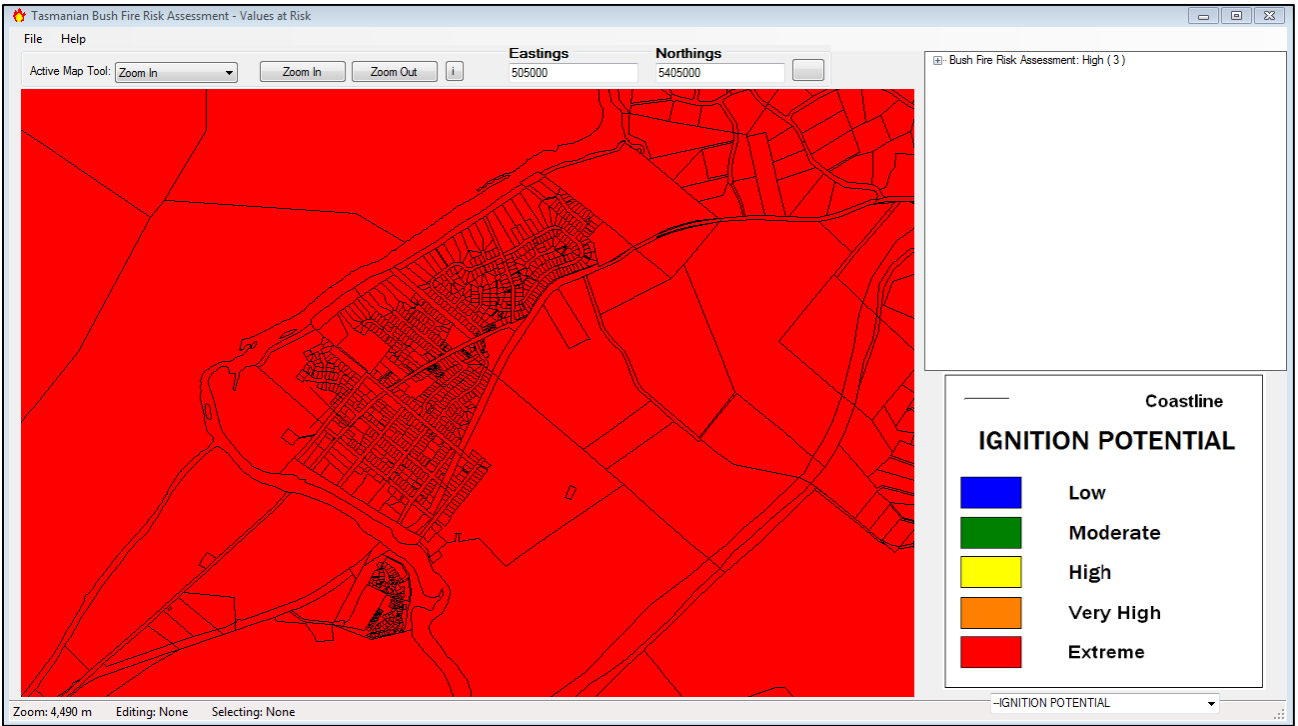 Tasmanian Bush Fire Risk Assessment - Values at Risk
File Help
Eastings Northings
Active Map Tool: Zoom In Zoom In Zoom Out i 505000 5405000
Bush Fire Risk Assessment: High ( 3 )
Coastline
IGNITION POTENTIAL
Low
Moderate
High
Very High
Extreme
--IGNITION POTENTIAL
Zoom: 4,490 m Editing: None Selecting: None